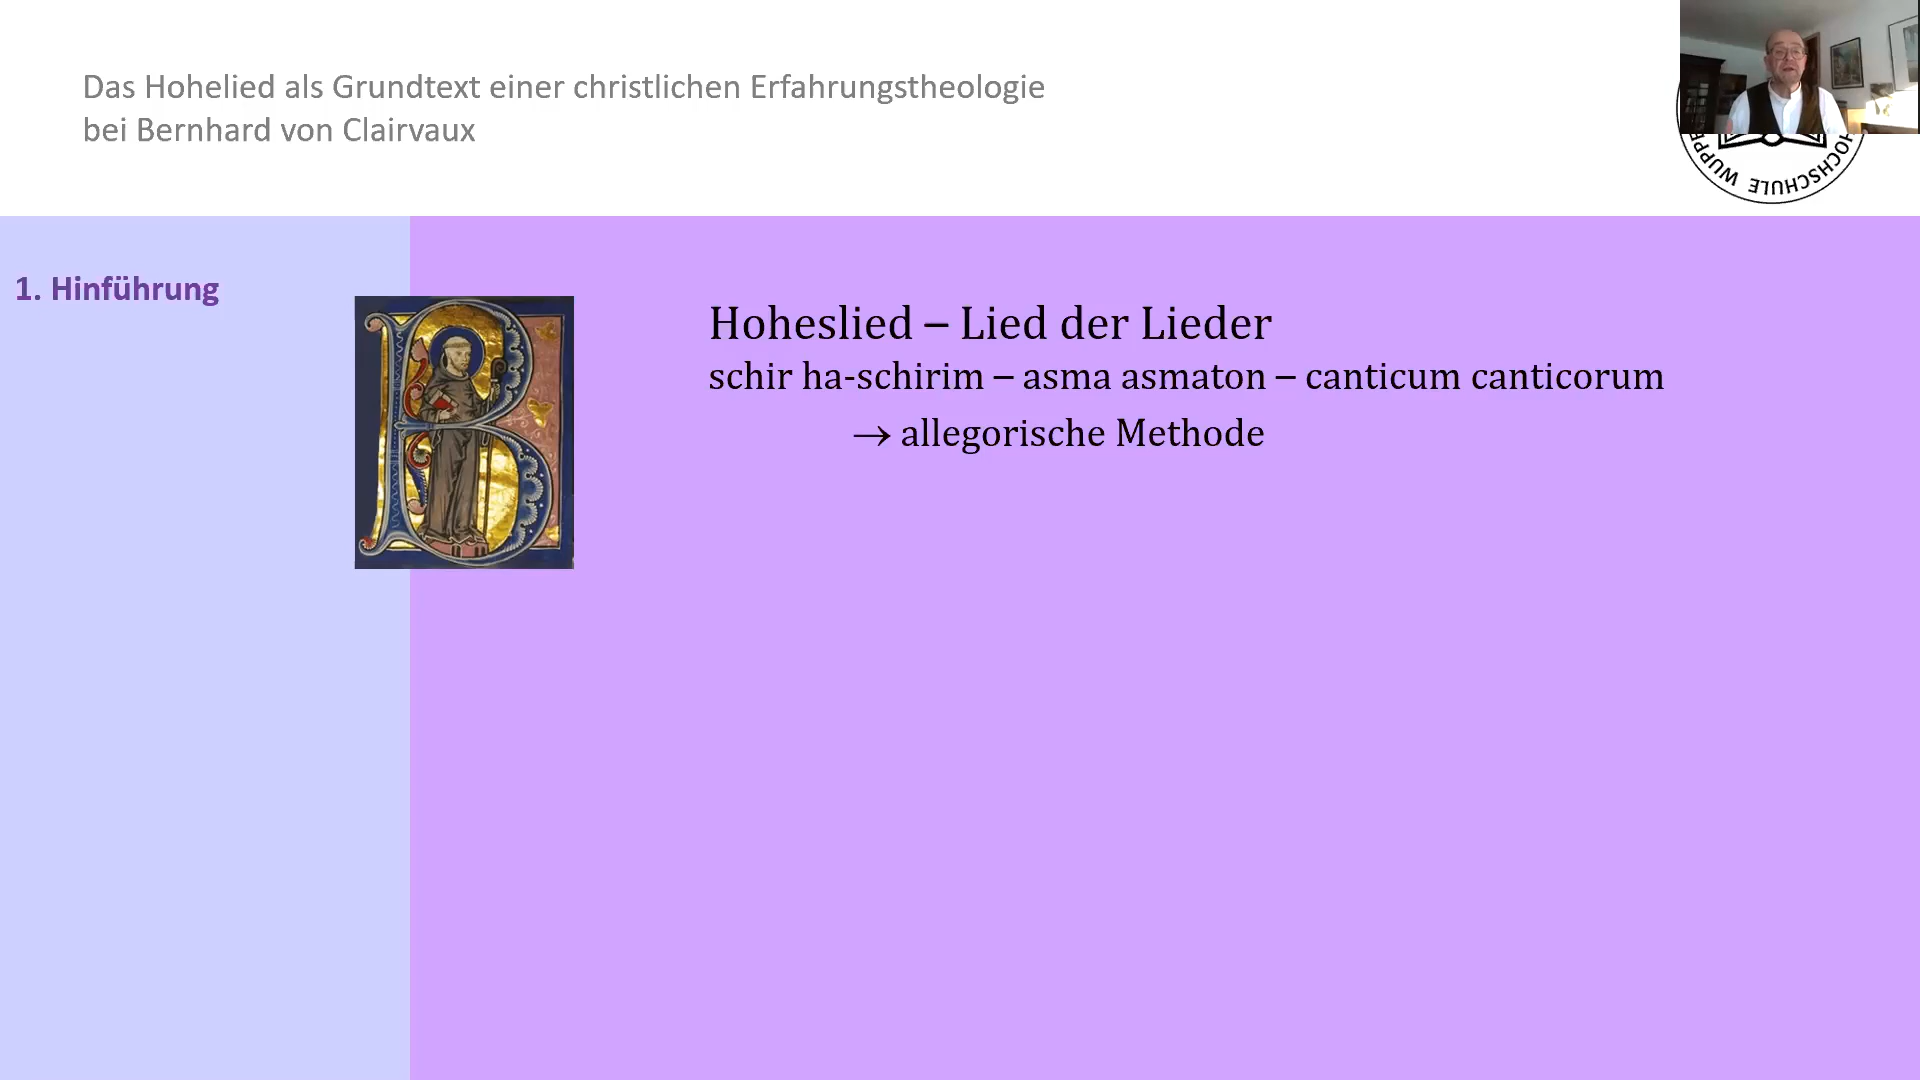 Das Hohelied als Grundtext einer christlichen Erfahrungstheologie
bei Bernhard von Clairvaux
HOCHSCHULE WUPPE
1. Hinführung
Hoheslied – Lied der Lieder
schir ha-schirim – asma asmaton – canticum canticorum
→ allegorische Methode